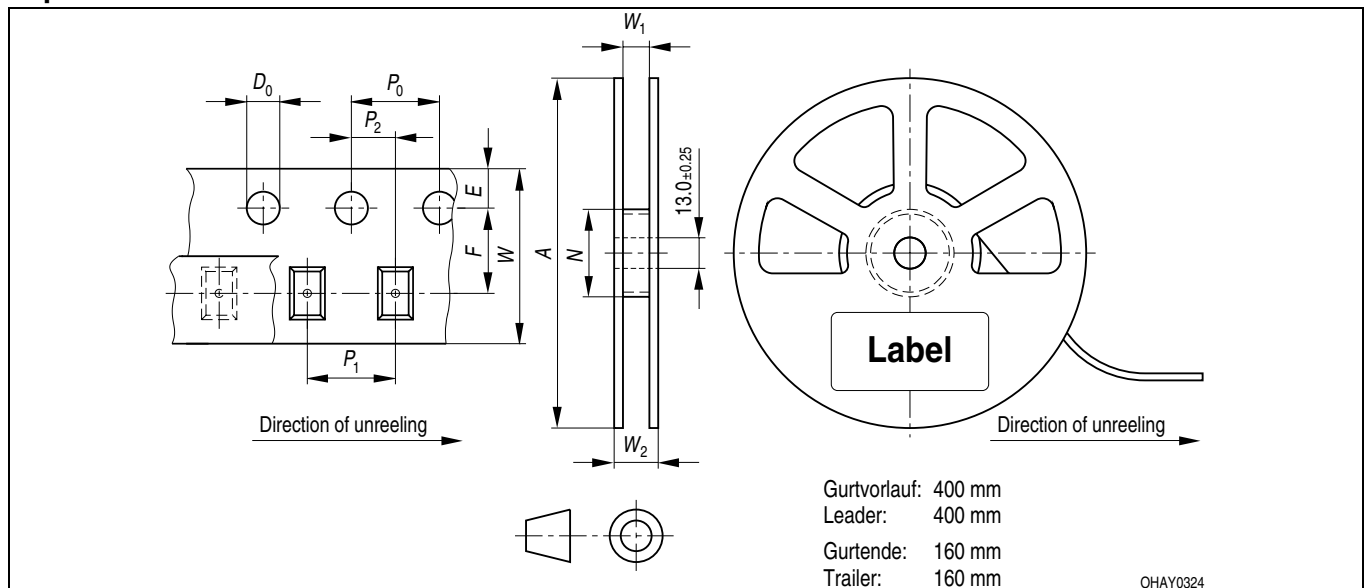 W1
D0
P0
P2
E
F
W
A
N
13.0±0.25
P1
Label
Direction of unreeling
W2
Direction of unreeling
Gurtvorlauf: 400 mm
Leader: 400 mm
Gurtende: 160 mm
Trailer: 160 mm
OHAY0324